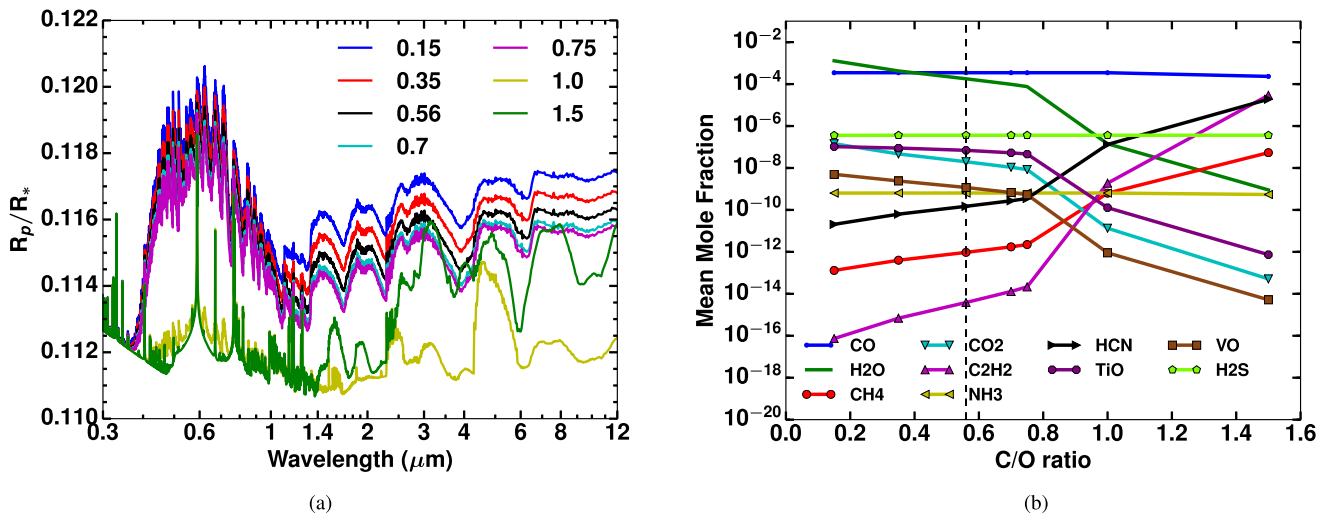 0.122
0.120
0.118
0.116
0.114
0.112
0.110
Rp/R*
0.15
0.35
0.56
0.7
0.75
1.0
1.5
0.3 0.6 1 1.4 2 3 4 6 8 12
Wavelength (μm)
(a)
10−2
10−4
10−6
10−8
10−10
10−12
10−14
10−16
10−18
10−20
Mean Mole Fraction
CO CO2 HCN VO
H2O C2H2 TiO H2S
CH4 NH3
0.0 0.2 0.4 0.6 0.8 1.0 1.2 1.4 1.6
C/O ratio
(b)